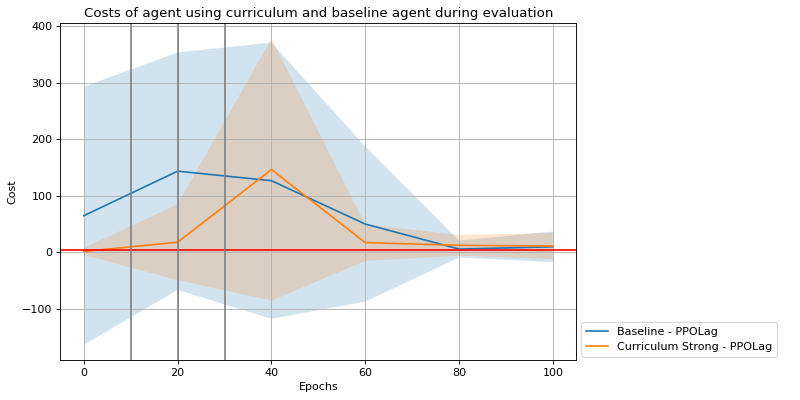 Costs of agent using curriculum and baseline agent during evaluation
400
300
200
100
0
−100
Cost
0 20 40 60 80 100
Epochs
Baseline - PPOLag
Curriculum Strong - PPOLag